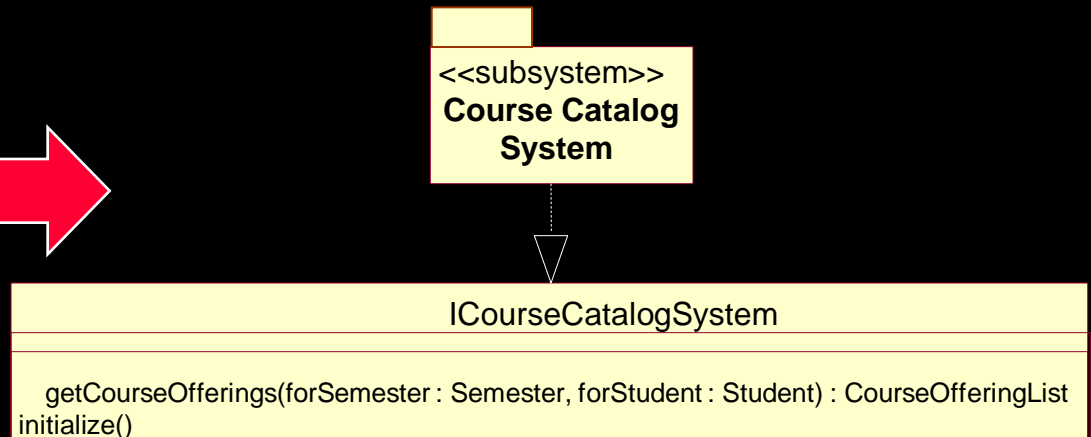 <<subsystem>>
Course Catalog
System
ICourseCatalogSystem
getCourseOfferings(forSemester : Semester, forStudent : Student) : CourseOfferingList
initialize()